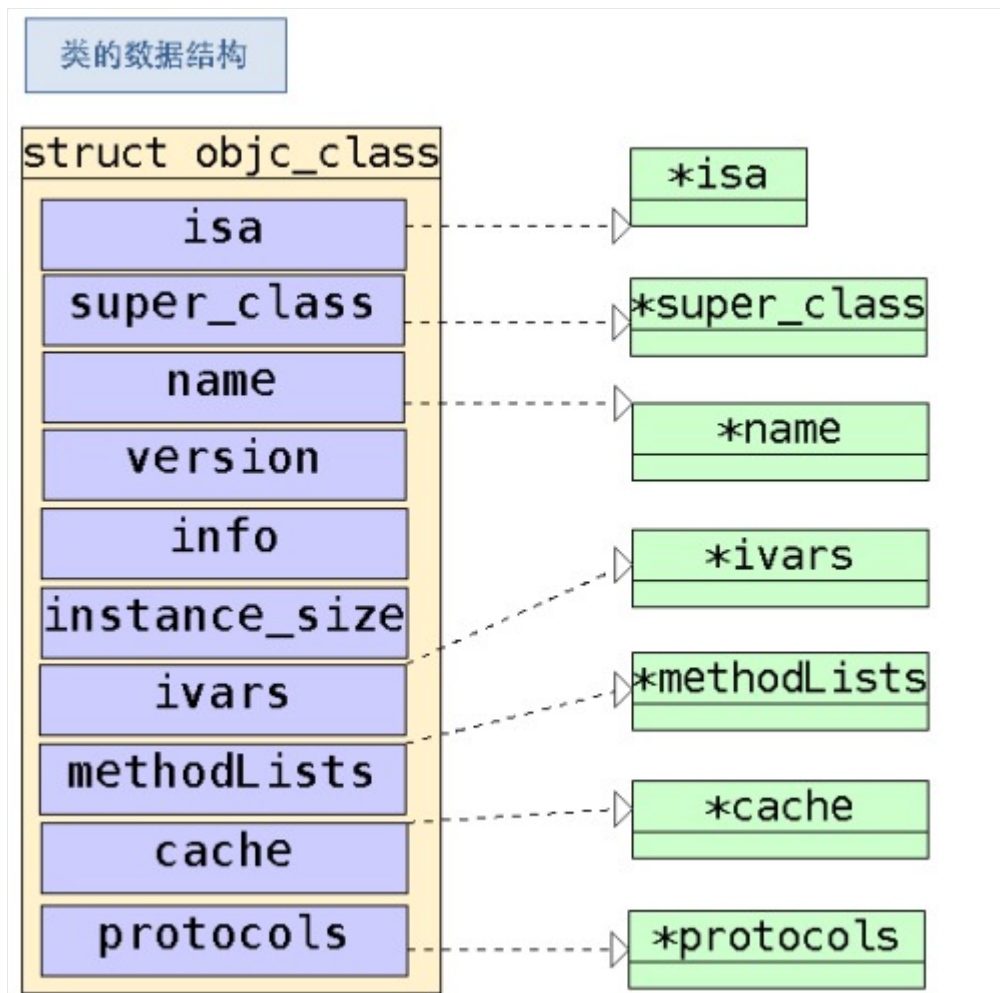 类的数据结构
struct objc_class
isa
super_class
name
version
info
instance_size
ivars
methodLists
cache
protocols
*isa
*super_class
*name
*ivars
*methodLists
*cache
*protocols